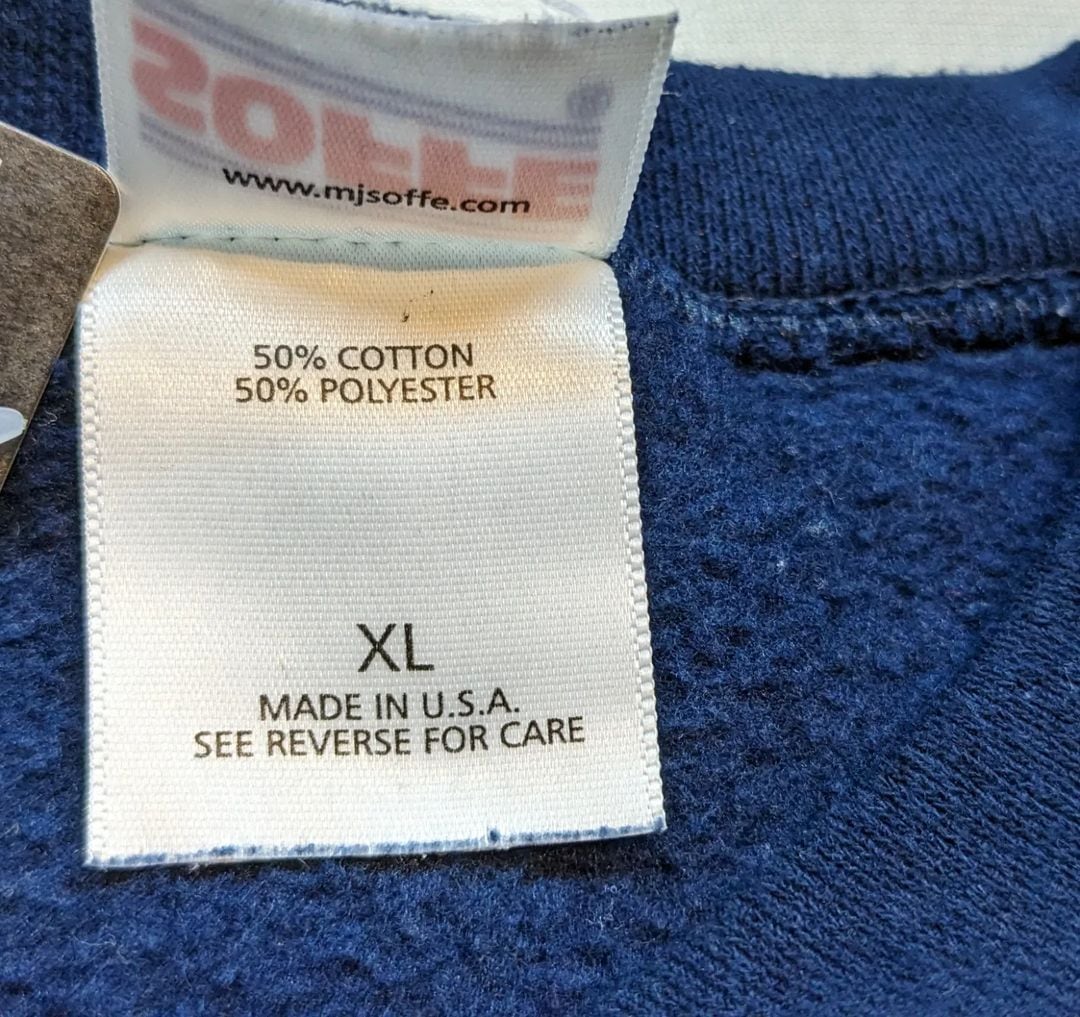 SOFFE
®
www.mjsoffe.com
50% COTTON
50% POLYESTER
XL
MADE IN U.S.A.
SEE REVERSE FOR CARE